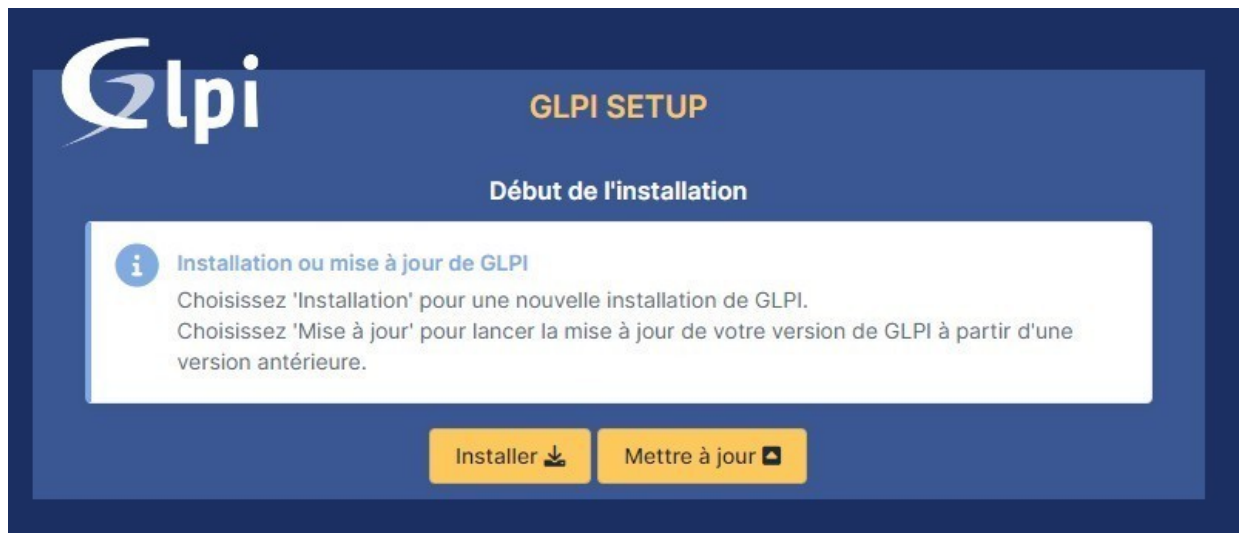 Glpi
GLPI SETUP
Début de l'installation
Installation ou mise à jour de GLPI
Choisissez 'Installation' pour une nouvelle installation de GLPI.
Choisissez 'Mise à jour' pour lancer la mise à jour de votre version de GLPI à partir d'une
version antérieure.
Installer
Mettre à jour